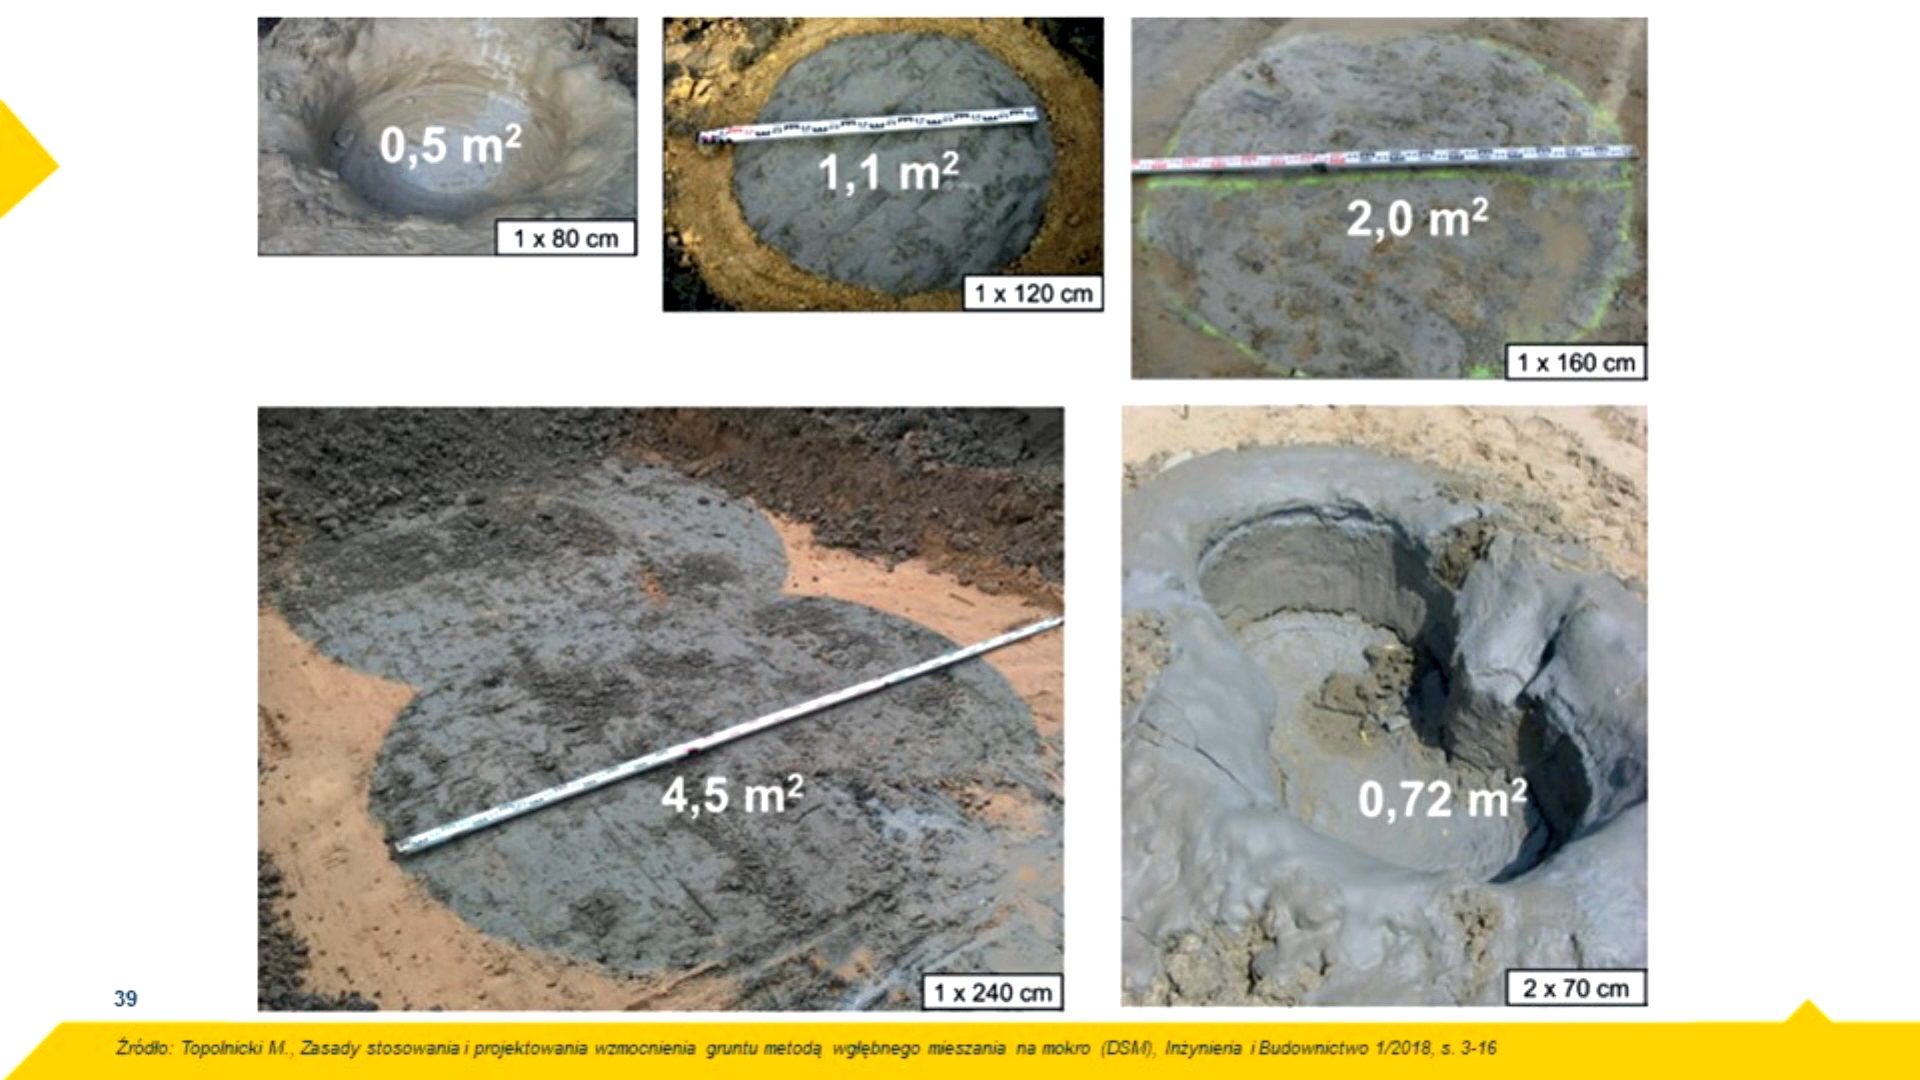 0,5 m²
1 x 80 cm
1,1 m²
1 x 120 cm
2,0 m²
1 x 160 cm
4,5 m²
1 x 240 cm
0,72 m²
2 x 70 cm
39
Źródło: Topolnicki M., Zasady stosowania i projektowania wzmocnienia gruntu metodą wgłębnego mieszania na mokro (DSM), Inżynieria i Budownictwo 1/2018, s. 3-16